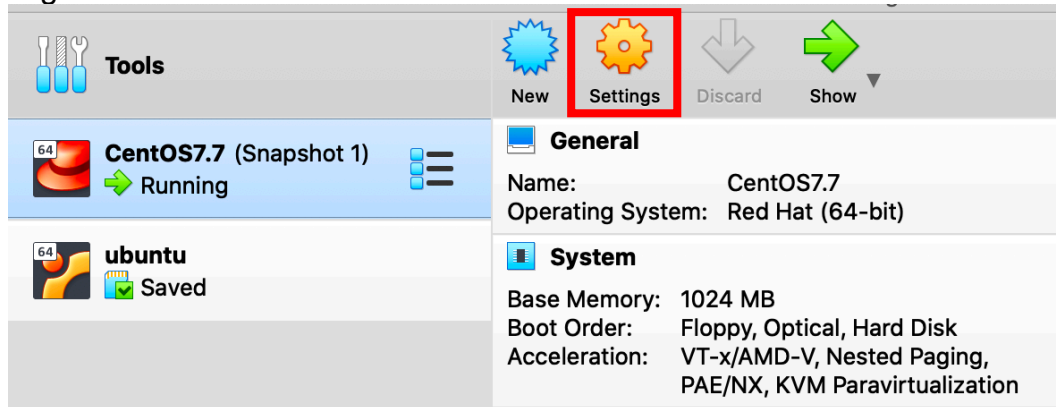 Tools
New Settings Discard Show
64
CentOS7.7 (Snapshot 1)
Running
64
ubuntu
Saved
General
Name: CentOS7.7
Operating System: Red Hat (64-bit)
System
Base Memory: 1024 MB
Boot Order: Floppy, Optical, Hard Disk
Acceleration: VT-x/AMD-V, Nested Paging,
PAE/NX, KVM Paravirtualization